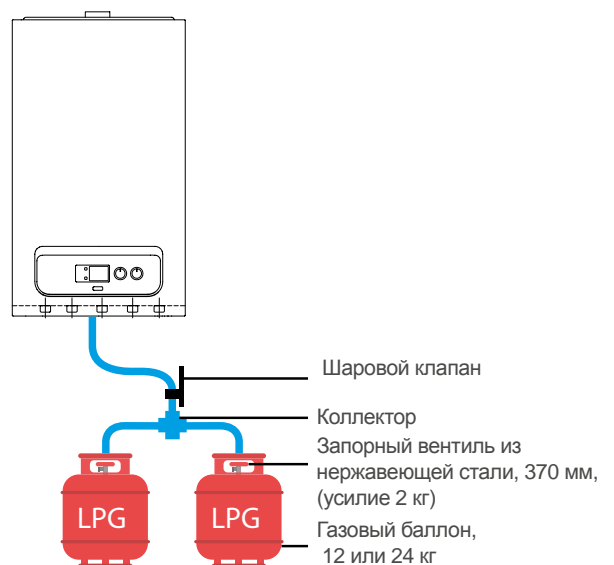 Шаровой клапан
Коллектор
Запорный вентиль из
нержавеющей стали, 370 мм,
(усилие 2 кг)
LPG
LPG
Газовый баллон,
12 или 24 кг